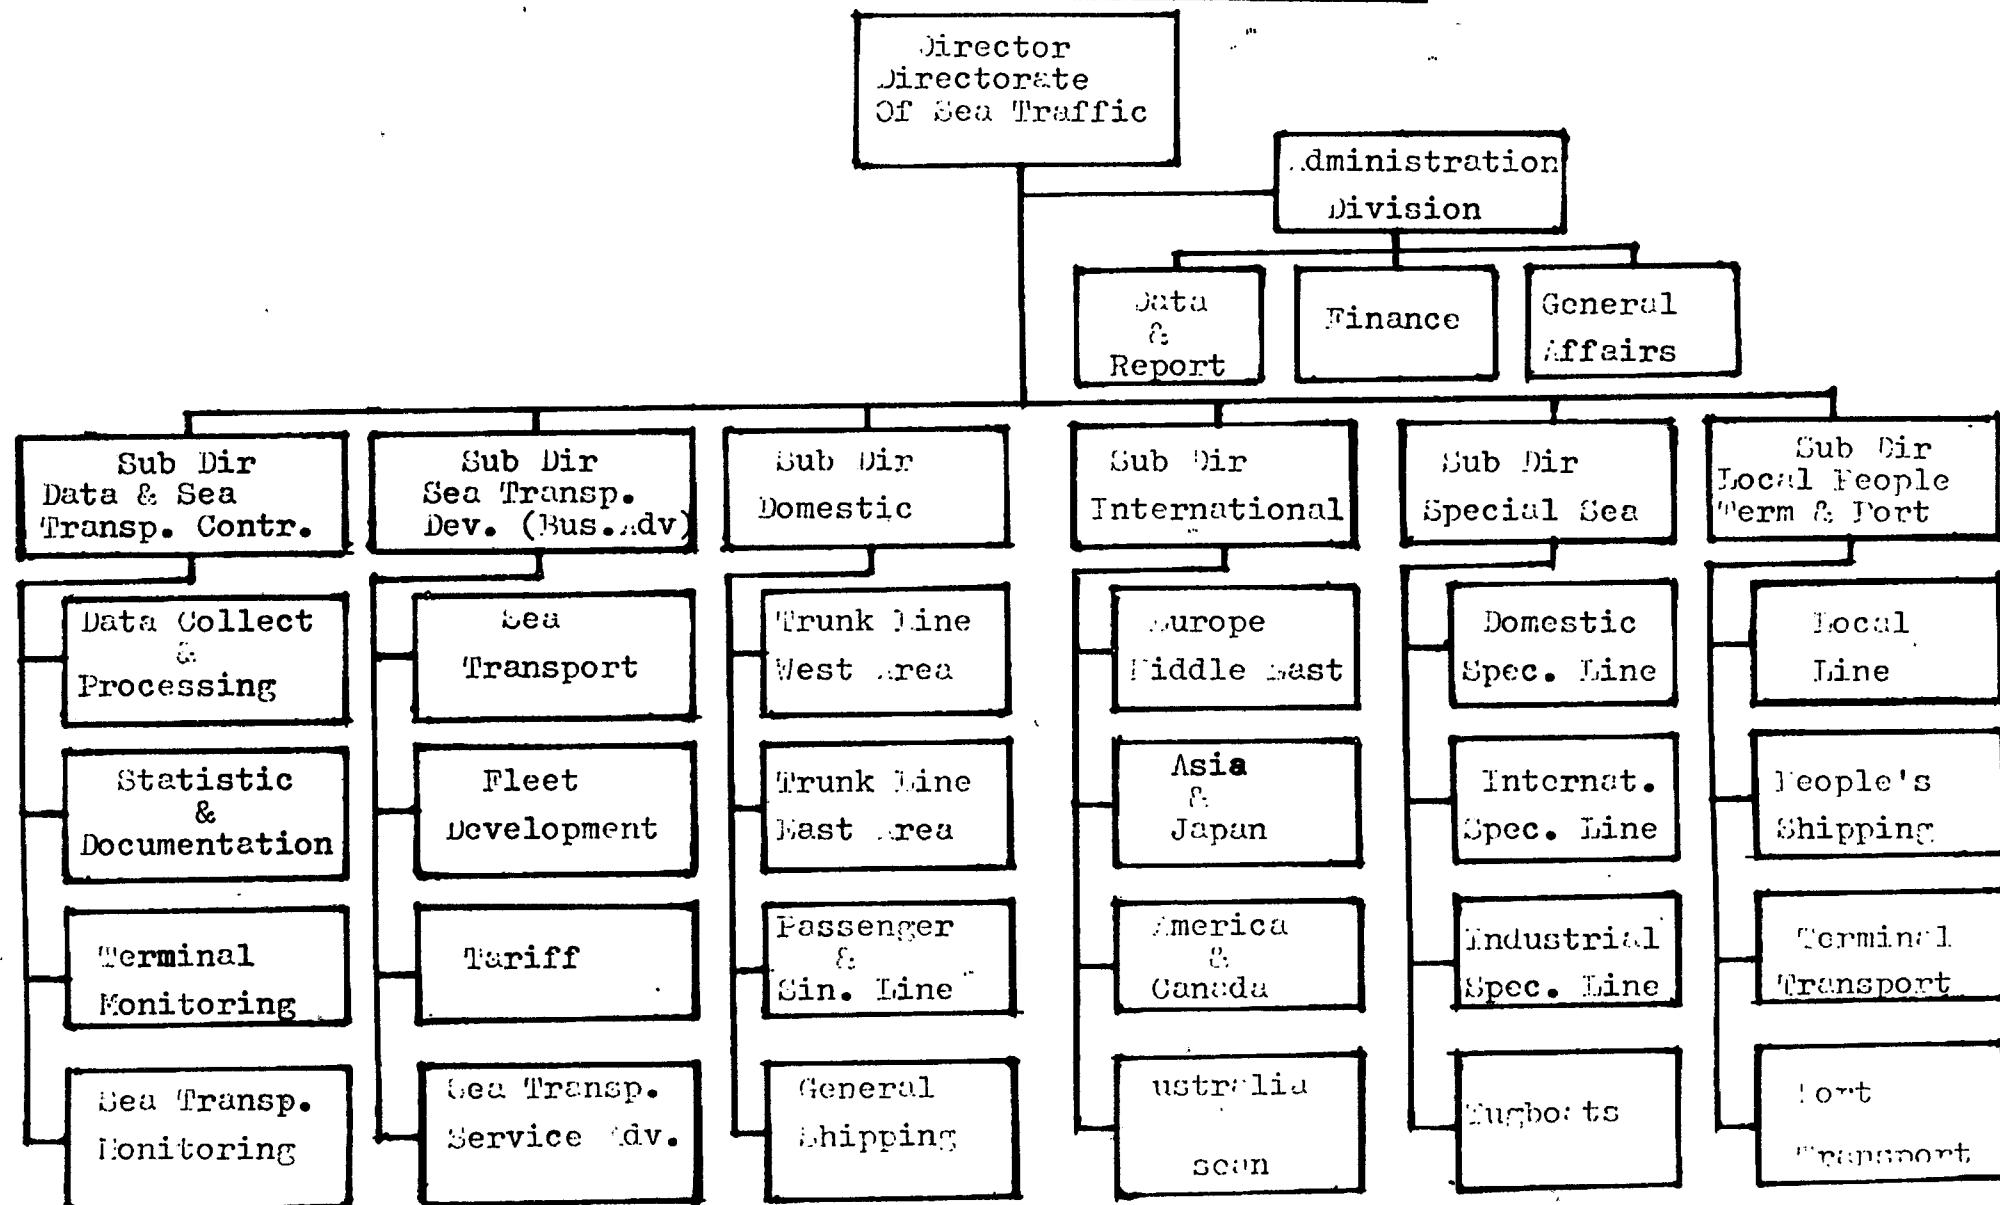 Director
Directorate
Of Sea Traffic
Administration
Division
Data
&
Report
Finance
General
Affairs
Sub Dir
Data & Sea
Transp. Contr.
Sub Dir
Sea Transp.
Dev. (Bus.Adv)
Sub Dir
Domestic
Sub Dir
International
Sub Dir
Special Sea
Sub Dir
Local People
Term & Port
Data Collect
&
Processing
Statistic
&
Documentation
Terminal
Monitoring
Sea Transp.
Monitoring
Sea
Transport
Fleet
Development
Tariff
Sea Transp.
Service Adv.
Trunk Line
West Area
Trunk Line
East Area
Passenger
&
Sin. Line
General
Shipping
Europe
Middle East
Asia
&
Japan
America
&
Canada
Australia
Domestic
Spec. Line
Internat.
Spec. Line
Industrial
Spec. Line
Tugboats
Local
Line
People's
Shipping
Terminal
Transport
Port
Transport